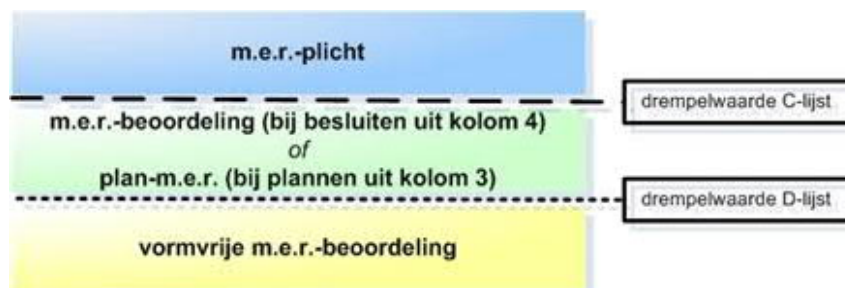 m.e.r.-plicht
drempelwaarde C-lijst
m.e.r.-beoordeling (bij besluiten uit kolom 4)
of
plan-m.e.r. (bij plannen uit kolom 3)
drempelwaarde D-lijst
vormvrije m.e.r.-beoordeling